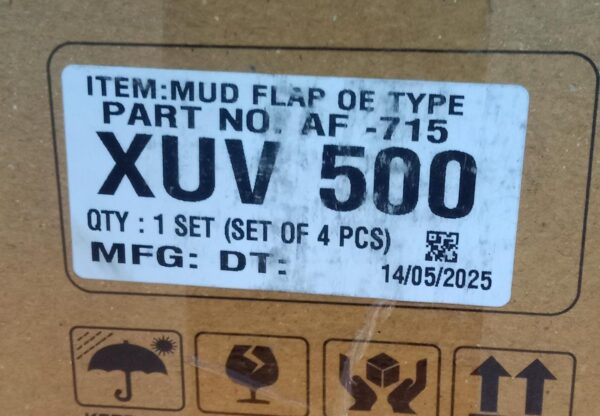 ITEM:MUD FLAP OE TYPE
PART NO. AF -715
XUV 500
QTY : 1 SET (SET OF 4 PCS)
MFG: DT:
14/05/2025